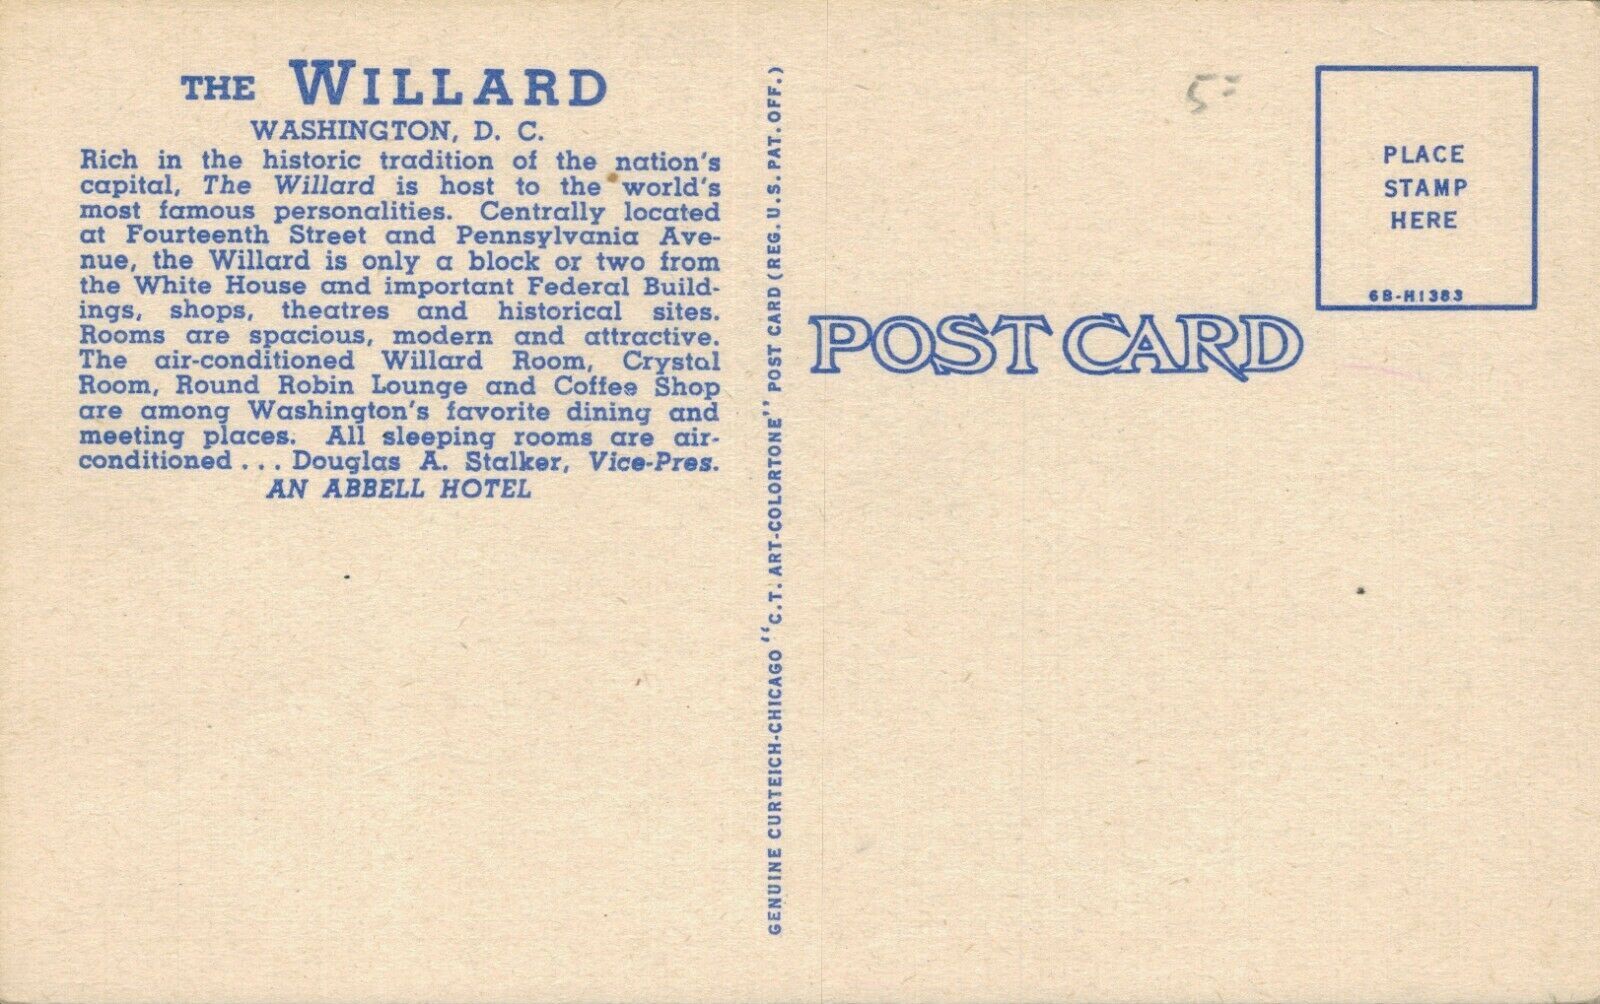 THE WILLARD
WASHINGTON, D. C.
Rich in the historic tradition of the nation's
capital, The Willard is host to the world's
most famous personalities. Centrally located
at Fourteenth Street and Pennsylvania Ave-
nue, the Willard is only a block or two from
the White House and important Federal Build-
ings, shops, theatres and historical sites.
Rooms are spacious, modern and attractive.
The air-conditioned Willard Room, Crystal
Room, Round Robin Lounge and Coffee Shop
are among Washington's favorite dining and
meeting places. All sleeping rooms are air-
conditioned . . . Douglas A. Stalker, Vice-Pres.
AN ABBELL HOTEL
GENUINE CURTEICH-CHICAGO "C.T. ART-COLORTONE" POST CARD (REG. U.S. PAT. OFF.)
5=
PLACE
STAMP
HERE
6B-H1383
POST CARD